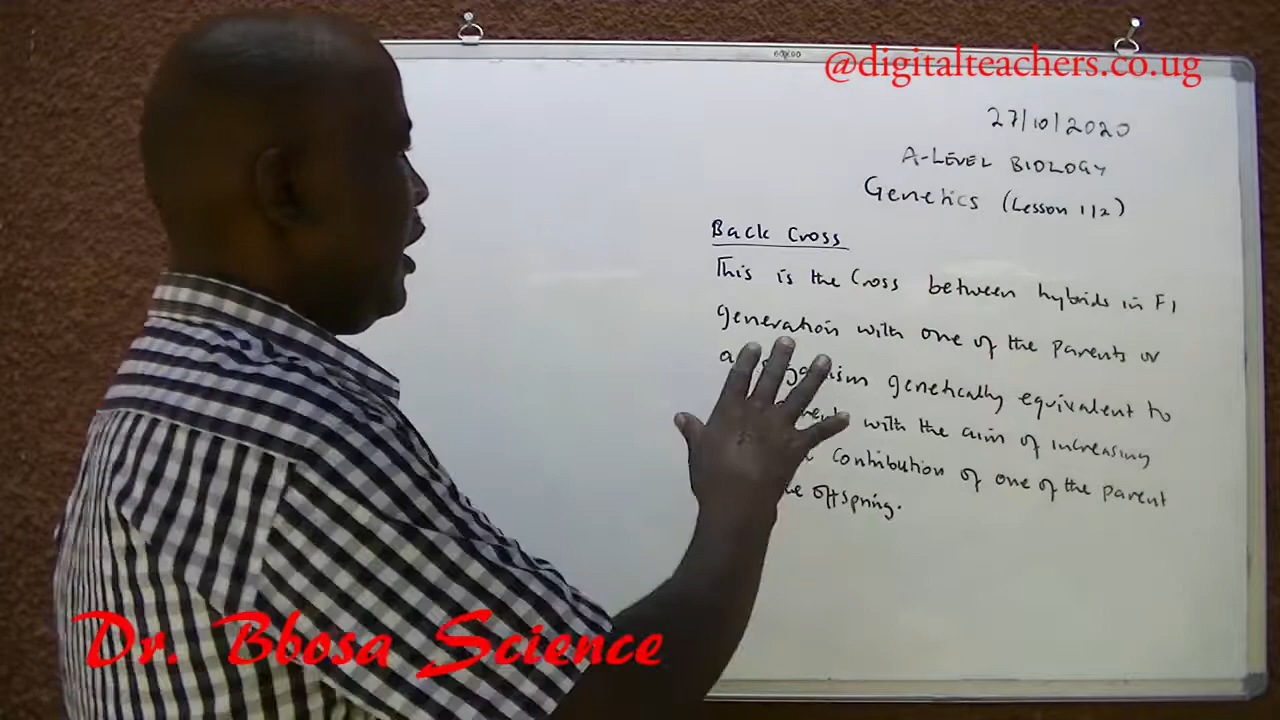 @digitalteachers.co.ug
27/10/2020
A-LEVEL BIOLOGY
Genetics (Lesson 112)
Back Cross
This is the Cross between hybrids in F1
generation with one of the parents or
genetically equivalent to
with the aim of increasing
contribution of one of the parent
offspring.
Dr. Bbosa Science